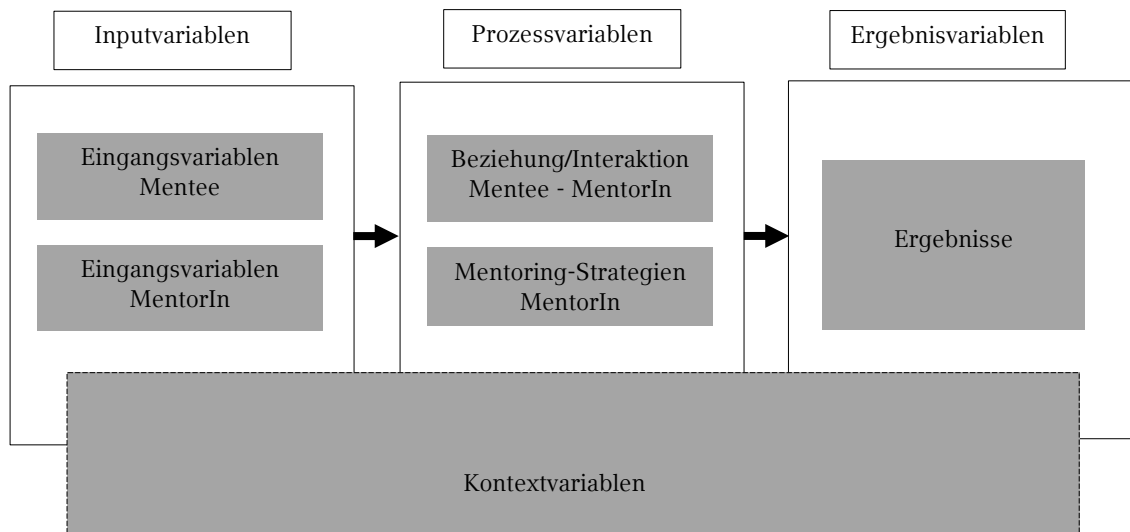 Inputvariablen
Prozessvariablen
Ergebnisvariablen
Eingangsvariablen
Mentee
Eingangsvariablen
MentorIn
Beziehung/Interaktion
Mentee - MentorIn
Mentoring-Strategien
MentorIn
Ergebnisse
Kontextvariablen